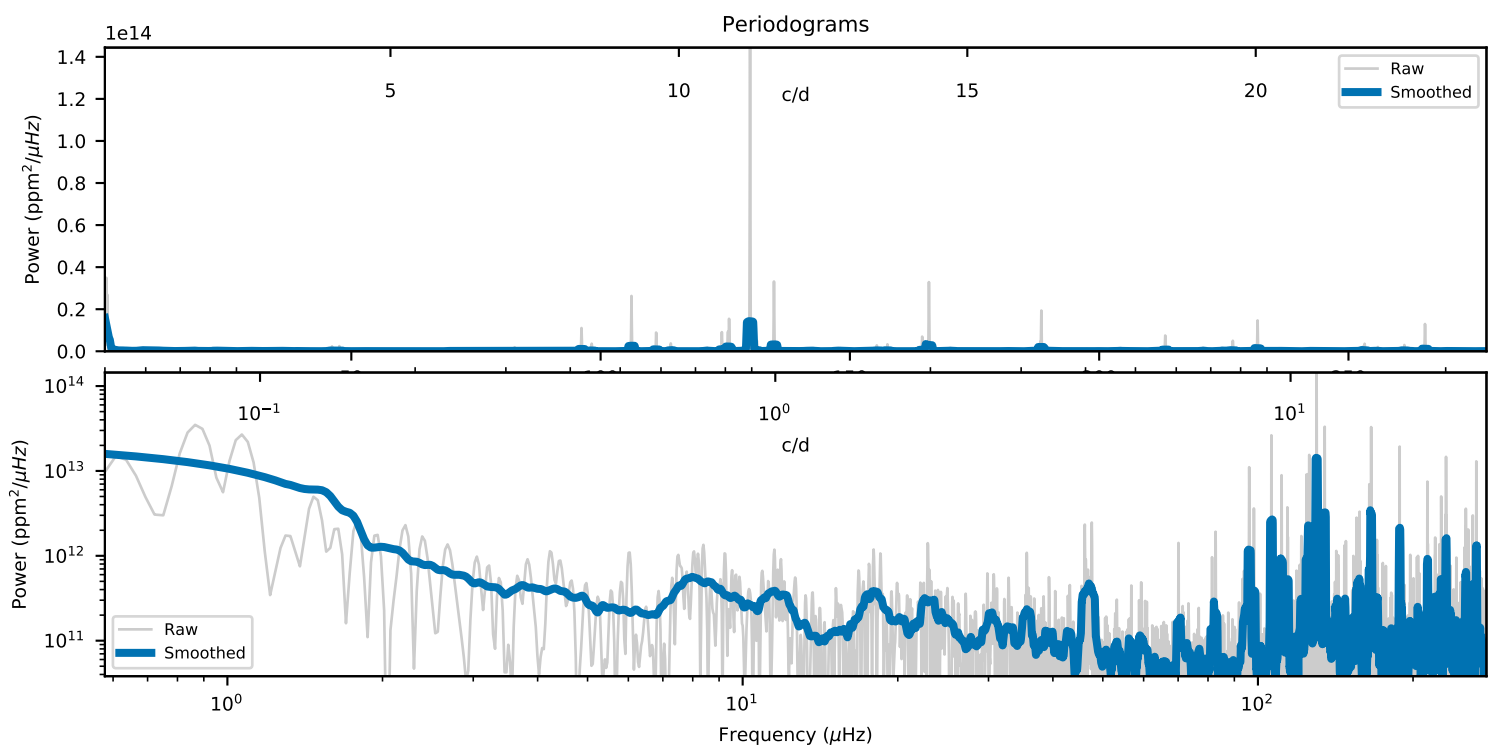 Periodograms
1e14
1.4
1.2
1.0
0.8
0.6
0.4
0.2
0.0
Power (ppm²/μHz)
5 10 15 20
c/d
Raw
Smoothed
10¹⁴
10¹³
10¹²
10¹¹
Power (ppm²/μHz)
10⁻¹ 10⁰ 10¹
c/d
Raw
Smoothed
10⁰ 10¹ 10²
Frequency (μHz)